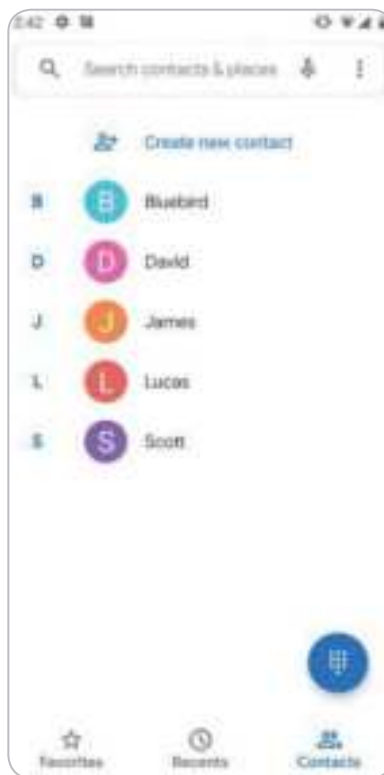 2:42
Search contacts & places
Create new contact
B B Bluebird
D D David
J J James
L L Lucas
S S Scott
Favorites Recents Contacts